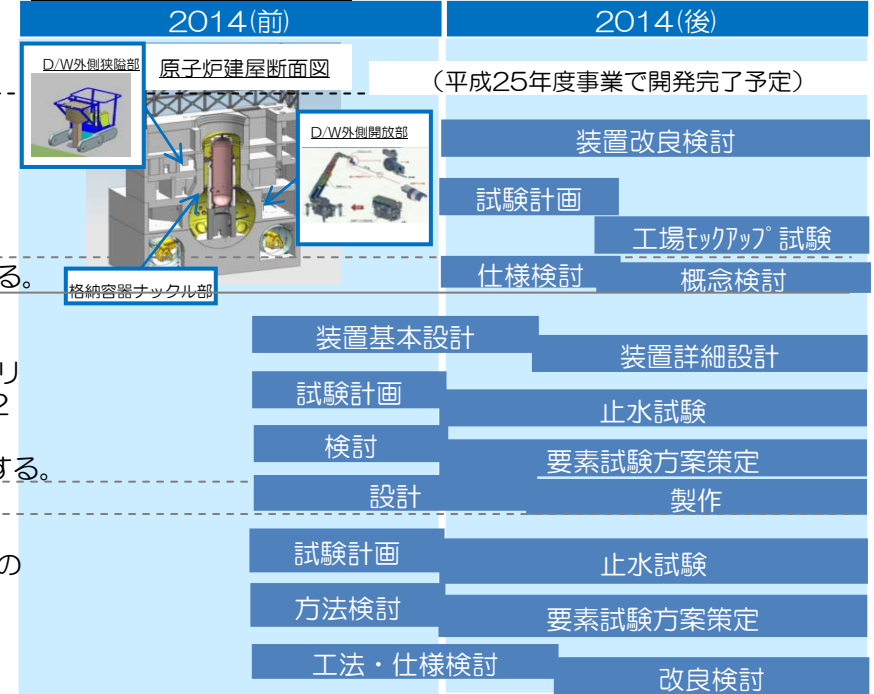 2014(前)
2014(後)
D/W外側狭隘部
原子炉建屋断面図
(平成25年度事業で開発完了予定)
D/W外側開放部
装置改良検討
試験計画
工場ﾓｯｸｱｯﾌﾟ試験
る。
仕様検討
概念検討
格納容器ナックル部
装置基本設計
装置詳細設計
リ
試験計画
止水試験
2
検討
要素試験方案策定
する。
設計
製作
試験計画
止水試験
の
方法検討
要素試験方案策定
工法・仕様検討
改良検討